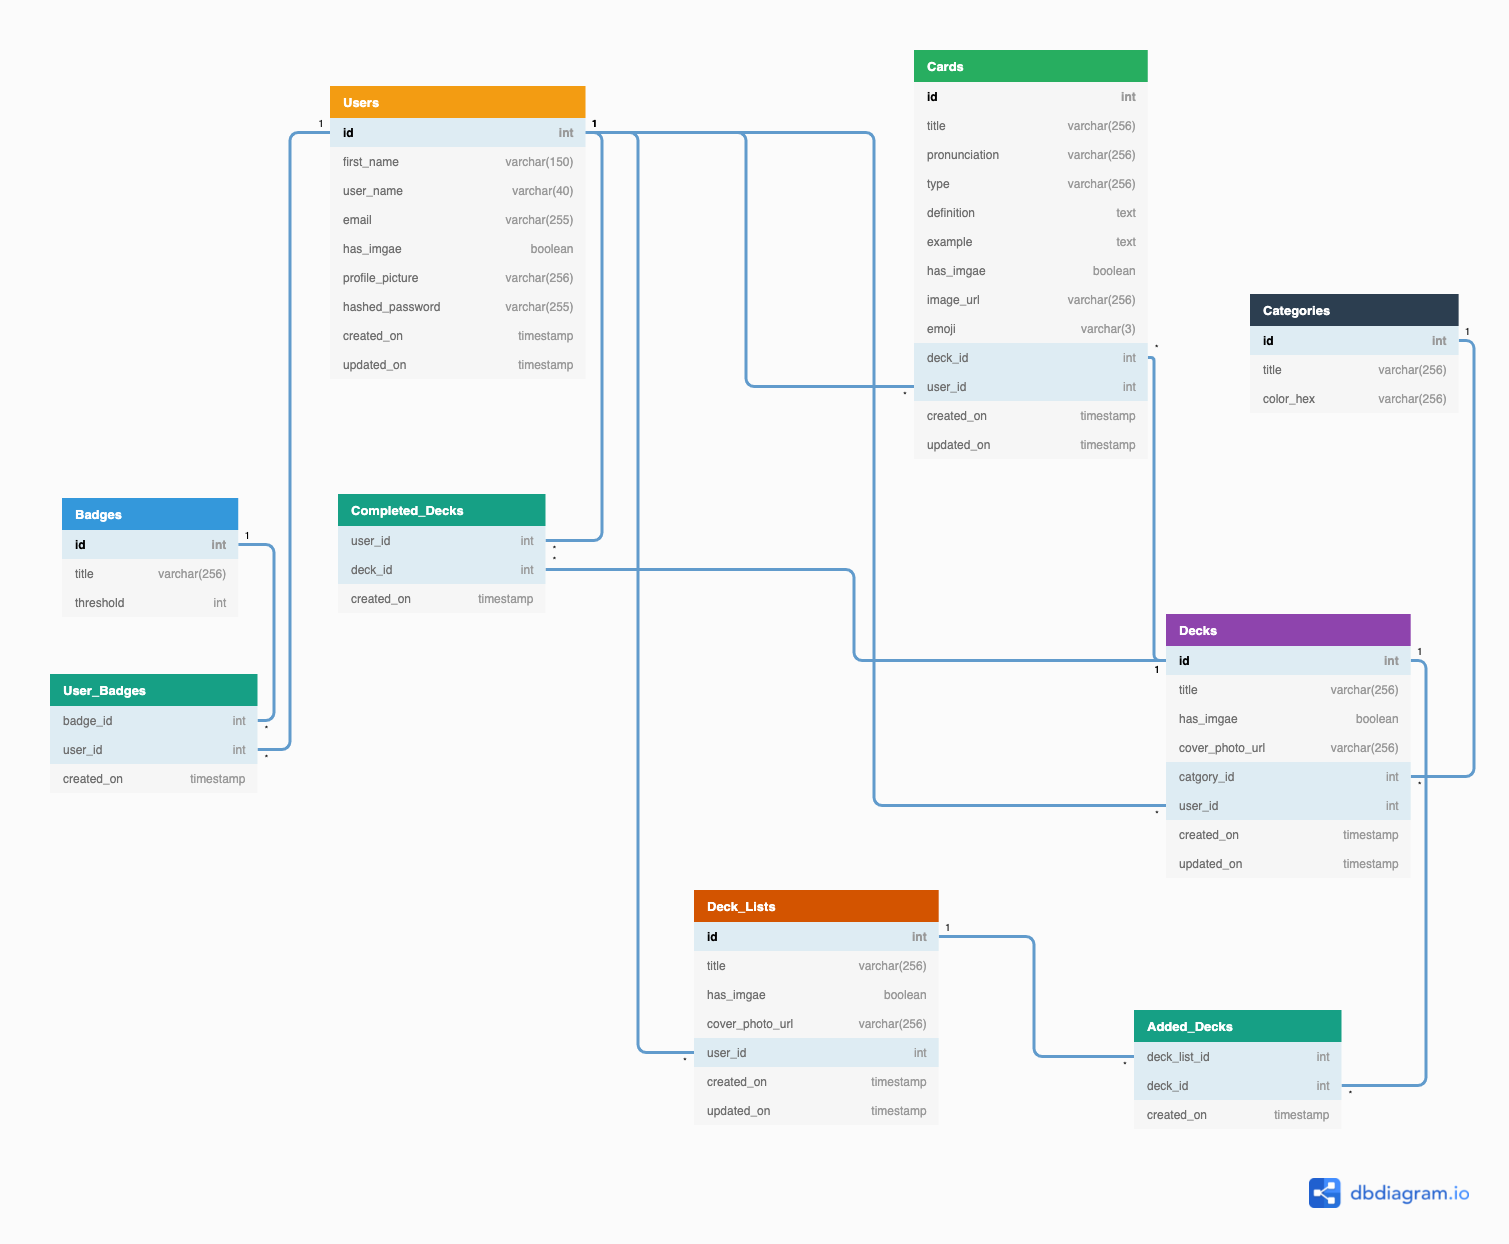 Users
1
id int 1
first_name varchar(150)
user_name varchar(40)
email varchar(255)
has_imgae boolean
profile_picture varchar(256)
hashed_password varchar(255)
created_on timestamp
updated_on timestamp
Cards
id int
title varchar(256)
pronunciation varchar(256)
type varchar(256)
definition text
example text
has_imgae boolean
image_url varchar(256)
emoji varchar(3)
*
deck_id int
user_id int
*
created_on timestamp
updated_on timestamp
Categories
1
id int
title varchar(256)
color_hex varchar(256)
Badges
1
id int
title varchar(256)
threshold int
Completed_Decks
user_id int
*
*
deck_id int
created_on timestamp
User_Badges
badge_id int
*
user_id int
*
created_on timestamp
Decks
1
id int
1
title varchar(256)
has_imgae boolean
cover_photo_url varchar(256)
catgory_id int
*
user_id int
*
created_on timestamp
updated_on timestamp
Deck_Lists
1
id int
title varchar(256)
has_imgae boolean
cover_photo_url varchar(256)
user_id int
*
created_on timestamp
updated_on timestamp
Added_Decks
deck_list_id int
*
deck_id int
*
created_on timestamp
dbdiagram.io